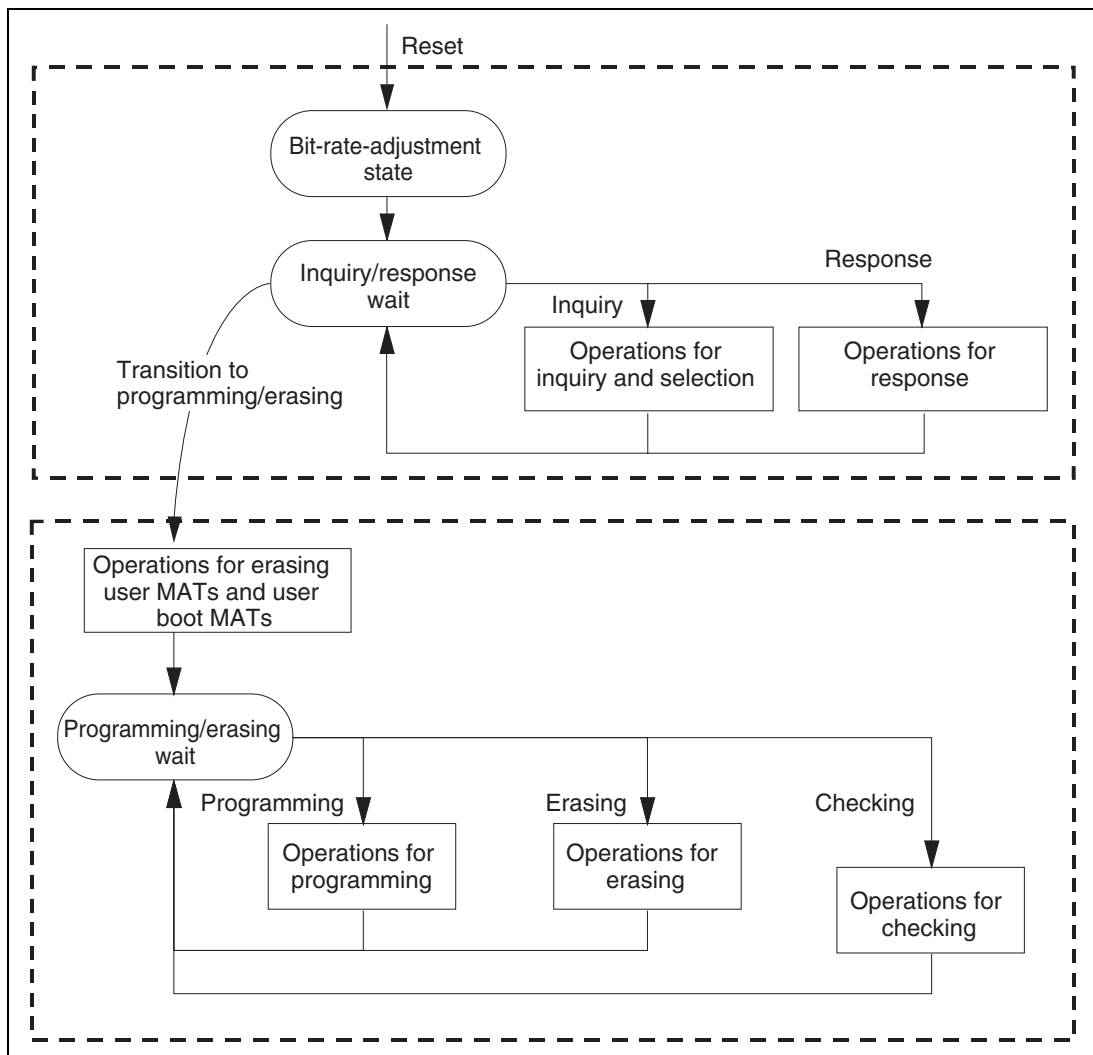 Reset
Bit-rate-adjustment
state
Inquiry/response
wait
Response
Inquiry
Operations for
inquiry and selection
Operations for
response
Transition to
programming/erasing
Operations for erasing
user MATs and user
boot MATs
Programming/erasing
wait
Programming
Erasing
Checking
Operations for
programming
Operations for
erasing
Operations for
checking